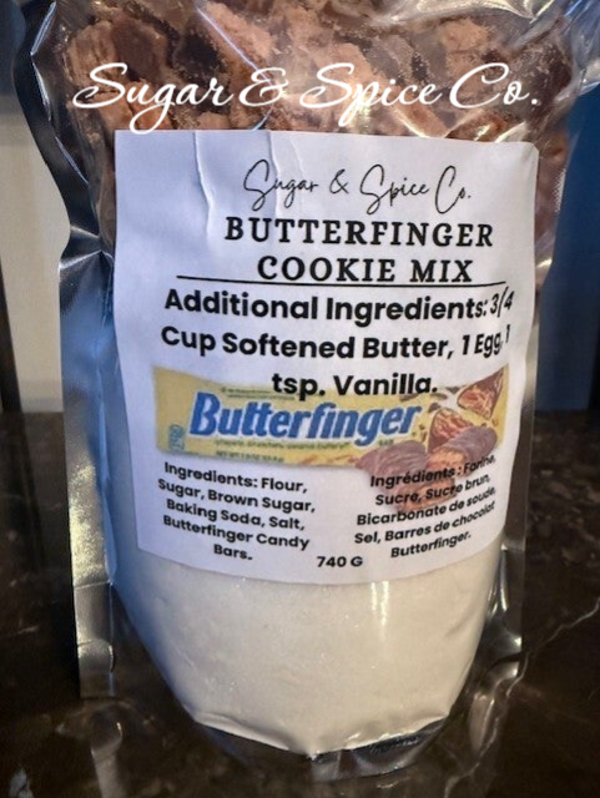 Sugar & Spice Co.
Sugar & Spice Co.
BUTTERFINGER
COOKIE MIX
Additional Ingredients: 3/4
Cup Softened Butter, 1 Egg, 1
tsp. Vanilla.
Butterfinger
Ingredients: Flour,
Sugar, Brown Sugar,
Baking Soda, Salt,
Butterfinger Candy
Bars.
Ingrédients : Farine,
Sucre, Sucre brun,
Bicarbonate de soude,
Sel, Barres de chocolat
Butterfinger.
740 G